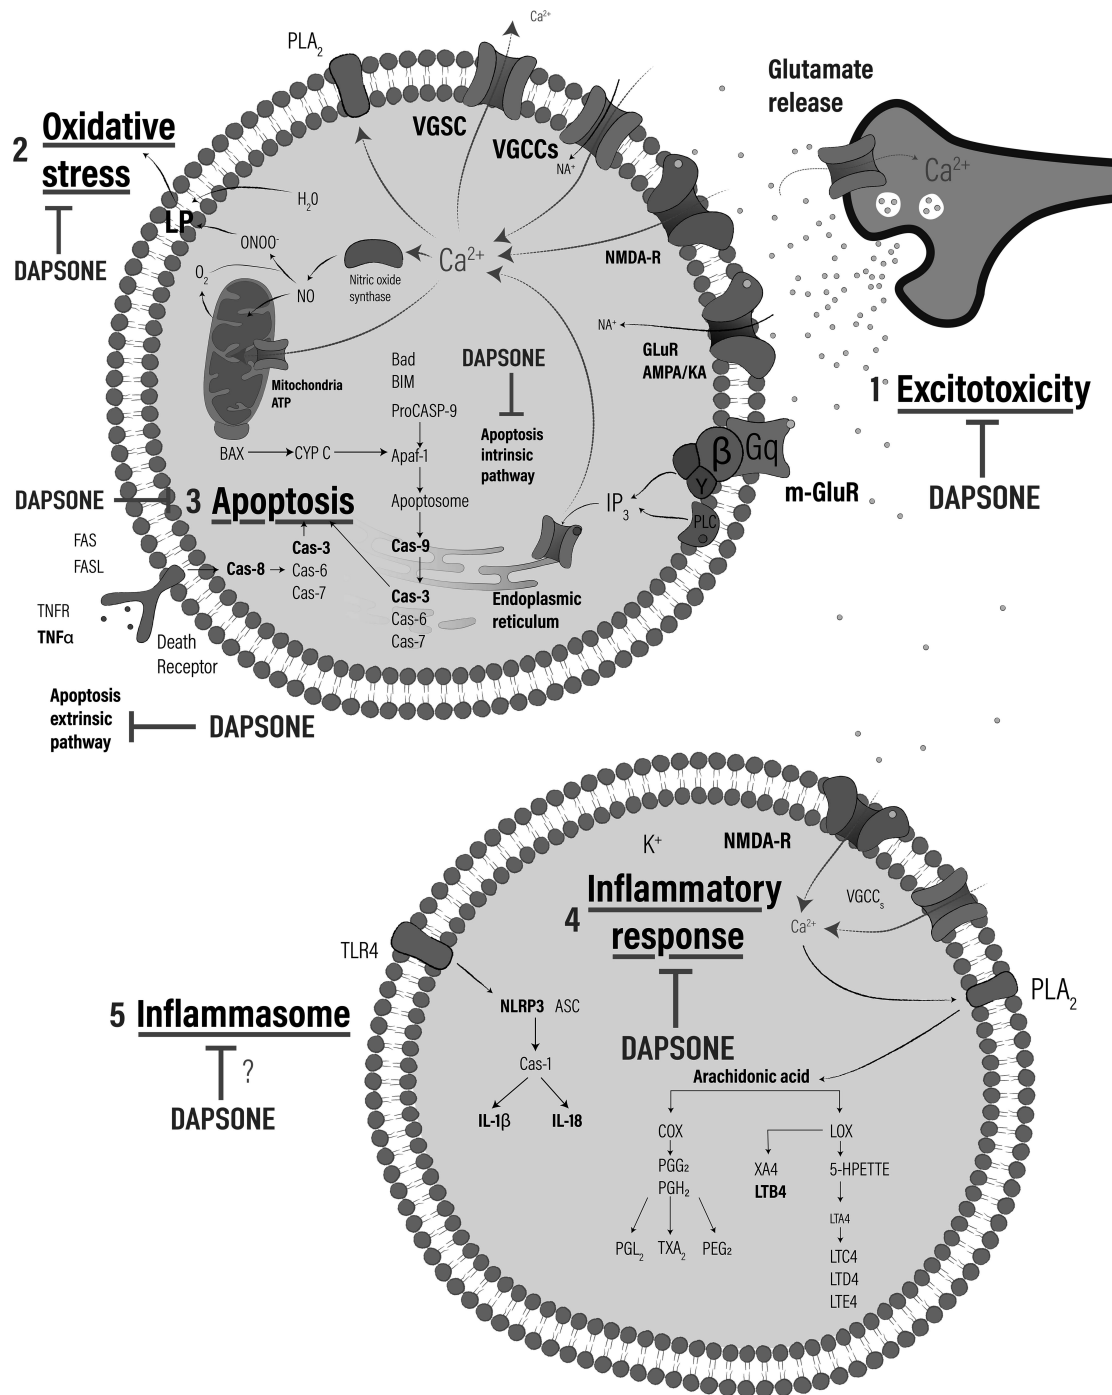 Ca²⁺
PLA₂
Glutamate
release
VGSC
VGCCs
NA⁺
2 Oxidative
stress
DAPSONE
LP
H₂0
ONOO⁻
O₂
NO
Nitric oxide
synthase
Ca²⁺
NMDA-R
Ca²⁺
NA⁺
GLuR
AMPA/KA
Mitochondria
ATP
Bad
BIM
ProCASP-9
DAPSONE
Apoptosis
intrinsic
pathway
BAX
CYP C
Apaf-1
Apoptosome
1 Excitotoxicity
DAPSONE
β
Gq
Y
PLC
m-GluR
IP₃
DAPSONE
3 Apoptosis
FAS
FASL
Cas-8
Cas-3
Cas-6
Cas-7
Cas-9
Cas-3
Cas-6
Cas-7
Endoplasmic
reticulum
TNFR
TNFα
Death
Receptor
Apoptosis
extrinsic
pathway
DAPSONE
K⁺
NMDA-R
4 Inflammatory
response
DAPSONE
VGCCₛ
Ca²⁺
PLA₂
TLR4
5 Inflammasome
?
DAPSONE
NLRP3 ASC
Cas-1
IL-1β
IL-18
Arachidonic acid
COX
PGG₂
PGH₂
PGL₂
TXA₂
PEG₂
LOX
XA4
LTB4
5-HPETTE
LTA4
LTC4
LTD4
LTE4